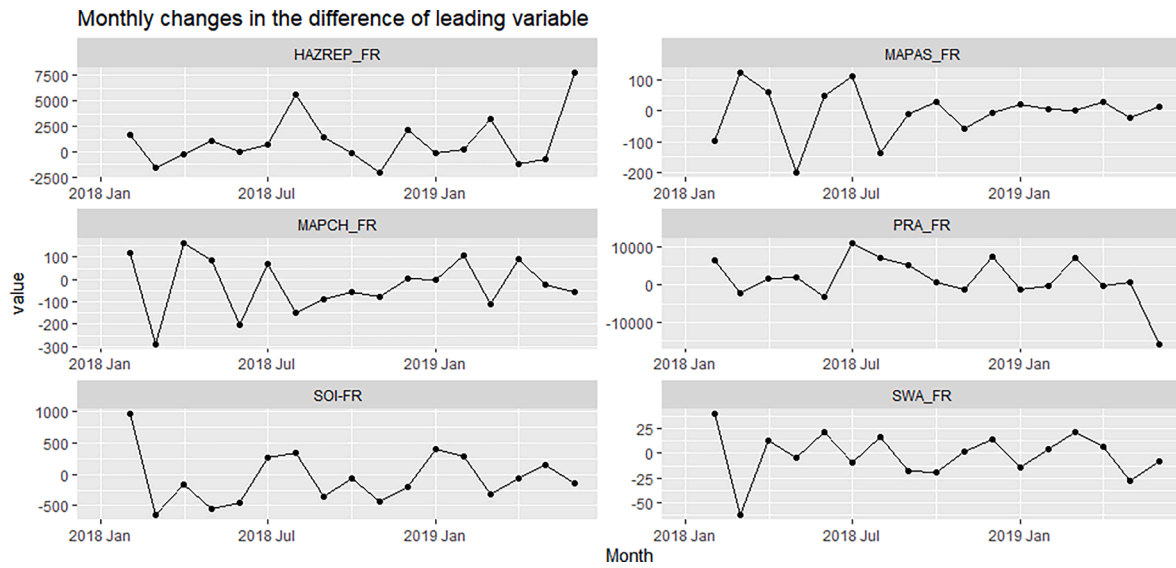 Monthly changes in the difference of leading variable
HAZREP_FR
7500
5000
2500
0
-2500
2018 Jan 2018 Jul 2019 Jan
MAPAS_FR
100
0
-100
-200
2018 Jan 2018 Jul 2019 Jan
MAPCH_FR
100
0
-100
-200
-300
2018 Jan 2018 Jul 2019 Jan
PRA_FR
10000
0
-10000
2018 Jan 2018 Jul 2019 Jan
SOI-FR
1000
500
0
-500
2018 Jan 2018 Jul 2019 Jan
SWA_FR
25
0
-25
-50
2018 Jan 2018 Jul 2019 Jan
value
Month